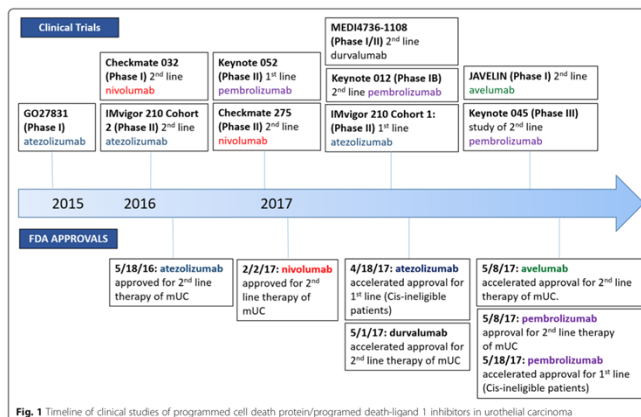 Clinical Trials
GO27831
(Phase I)
atezolizumab
Checkmate 032
(Phase I) 2nd line
nivolumab
IMvigor 210 Cohort
2 (Phase II) 2nd line
atezolizumab
Keynote 052
(Phase II) 1st line
pembrolizumab
Checkmate 275
(Phase II) 2nd line
nivolumab
MEDI4736-1108
(Phase I/II) 2nd line
durvalumab
Keynote 012 (Phase IB)
2nd line pembrolizumab
IMvigor 210 Cohort 1:
(Phase II) 1st line
atezolizumab
JAVELIN (Phase I) 2nd line
avelumab
Keynote 045 (Phase III)
study of 2nd line
pembrolizumab
2015 2016 2017
FDA APPROVALS
5/18/16: atezolizumab
approved for 2nd line
therapy of mUC
2/2/17: nivolumab
approved for 2nd
line therapy of
mUC
4/18/17: atezolizumab
accelerated approval for
1st line (Cis-ineligible
patients)
5/1/17: durvalumab
accelerated approval for
2nd line therapy of mUC
5/8/17: avelumab
accelerated approval for 2nd
line therapy of mUC.
5/8/17: pembrolizumab
approval for 2nd line therapy
of mUC
5/18/17: pembrolizumab
accelerated approval for 1st
line (Cis-ineligible patients)
Fig. 1 Timeline of clinical studies of programmed cell death protein/programed death-ligand 1 inhibitors in urothelial carcinoma